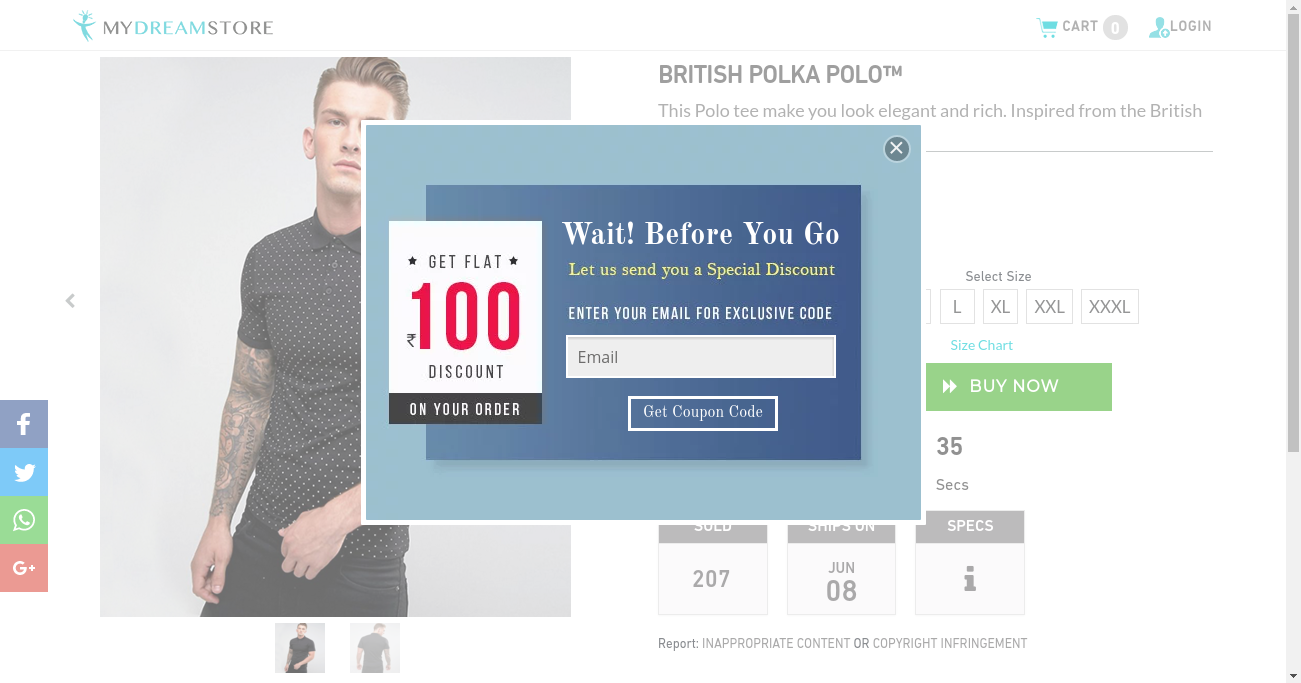 MYDREAMSTORE
CART 0
LOGIN
BRITISH POLKA POLO™
This Polo tee make you look elegant and rich. Inspired from the British
GET FLAT
₹100
DISCOUNT
ON YOUR ORDER
Wait! Before You Go
Let us send you a Special Discount
ENTER YOUR EMAIL FOR EXCLUSIVE CODE
Email
Get Coupon Code
Select Size
L XL XXL XXXL
Size Chart
BUY NOW
35
Secs
SOLD SHIPS ON SPECS
207
JUN
08
Report: INAPPROPRIATE CONTENT OR COPYRIGHT INFRINGEMENT